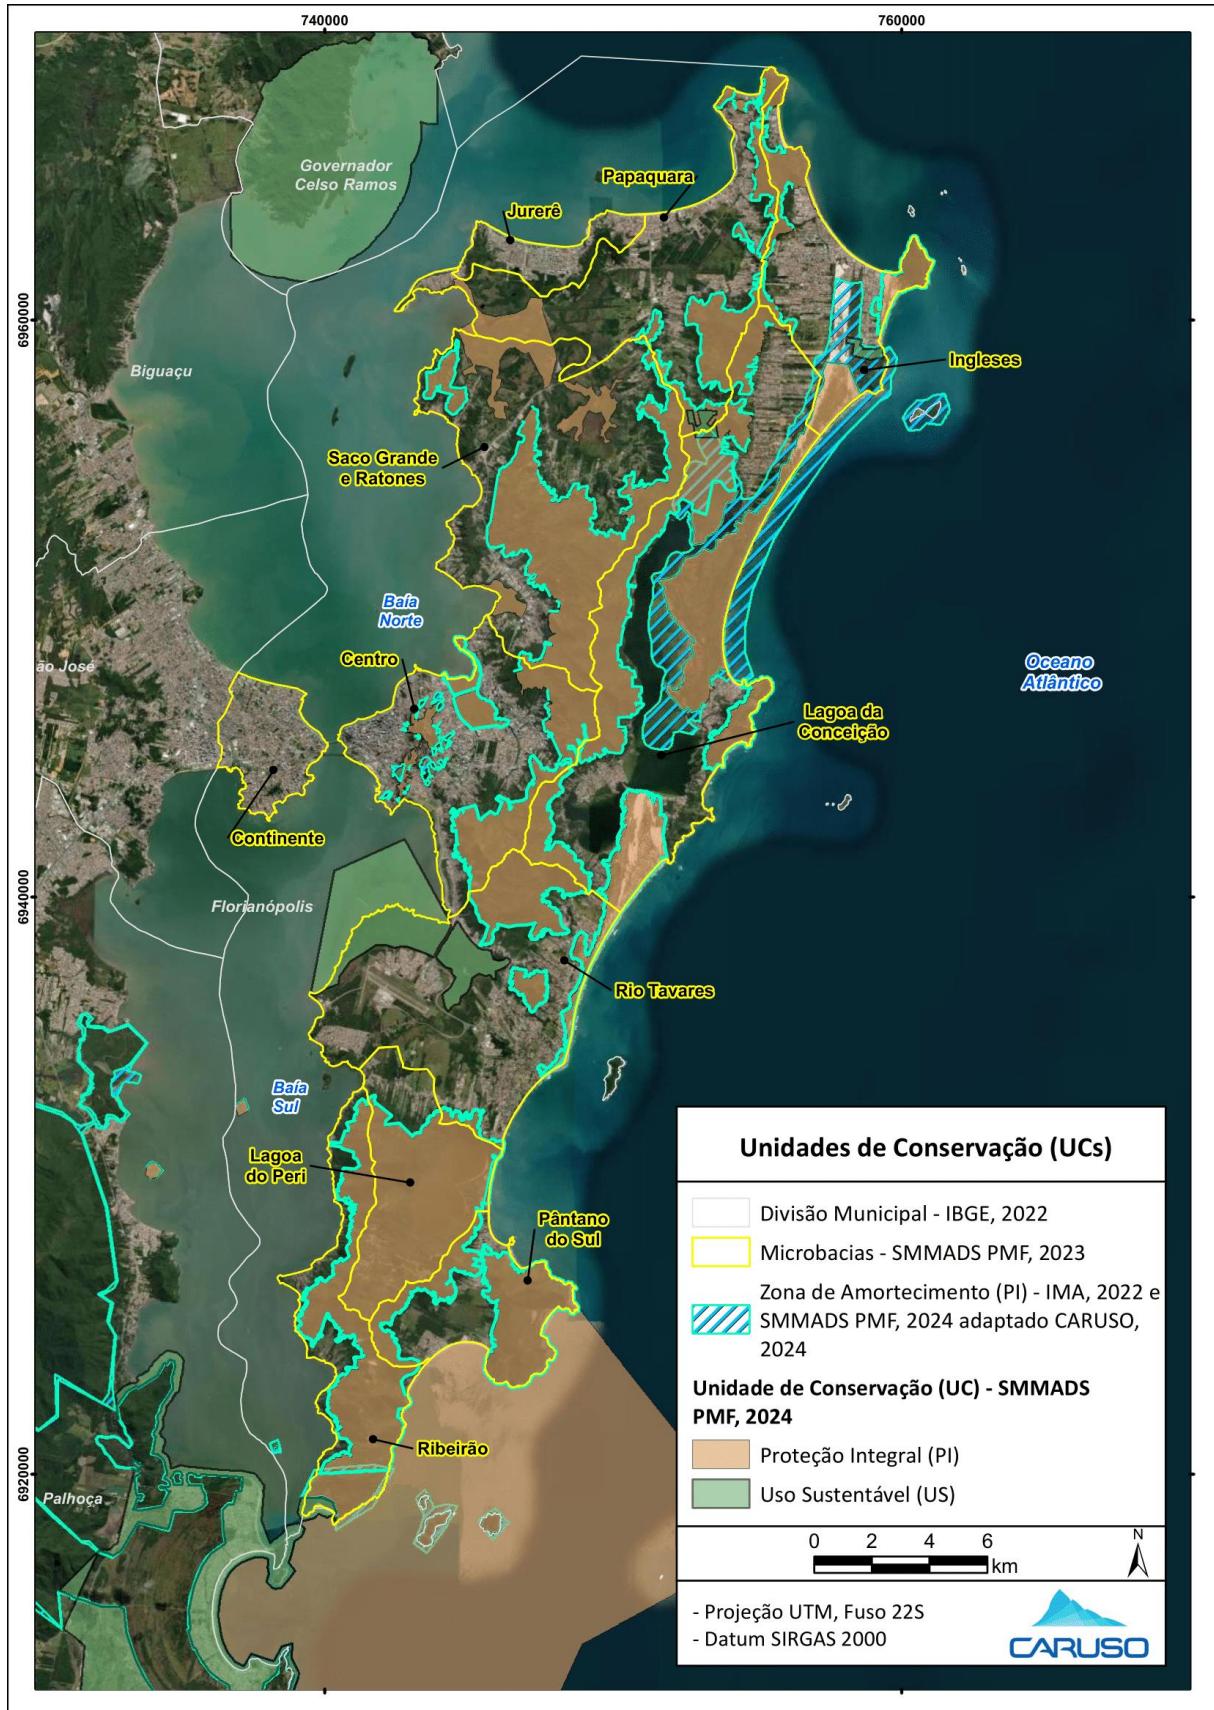 740000
760000
Governador
Celso Ramos
Papaquara
Jurerê
6960000
Biguaçu
Ingleses
Saco Grande
e Ratones
Baía
Norte
Centro
ão José
Oceano
Atlântico
Lagoa da
Conceição
Continente
6940000
Florianópolis
Rio Tavares
Baía
Sul
Lagoa
do Peri
Pântano
do Sul
Ribeirão
6920000
Palhoça
Unidades de Conservação (UCs)
Divisão Municipal - IBGE, 2022
Microbacias - SMMADS PMF, 2023
Zona de Amortecimento (PI) - IMA, 2022 e
SMMADS PMF, 2024 adaptado CARUSO,
2024
Unidade de Conservação (UC) - SMMADS
PMF, 2024
Proteção Integral (PI)
Uso Sustentável (US)
0 2 4 6
km
N
- Projeção UTM, Fuso 22S
- Datum SIRGAS 2000
CARUSO